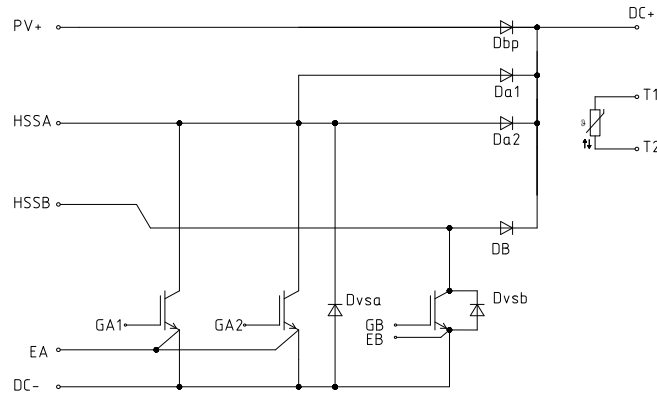 PV+
DC+
Dbp
Da1
T1
HSSA
Da2
T2
HSSB
DB
Dvsa
Dvsb
GA1
GA2
GB
EB
EA
DC-